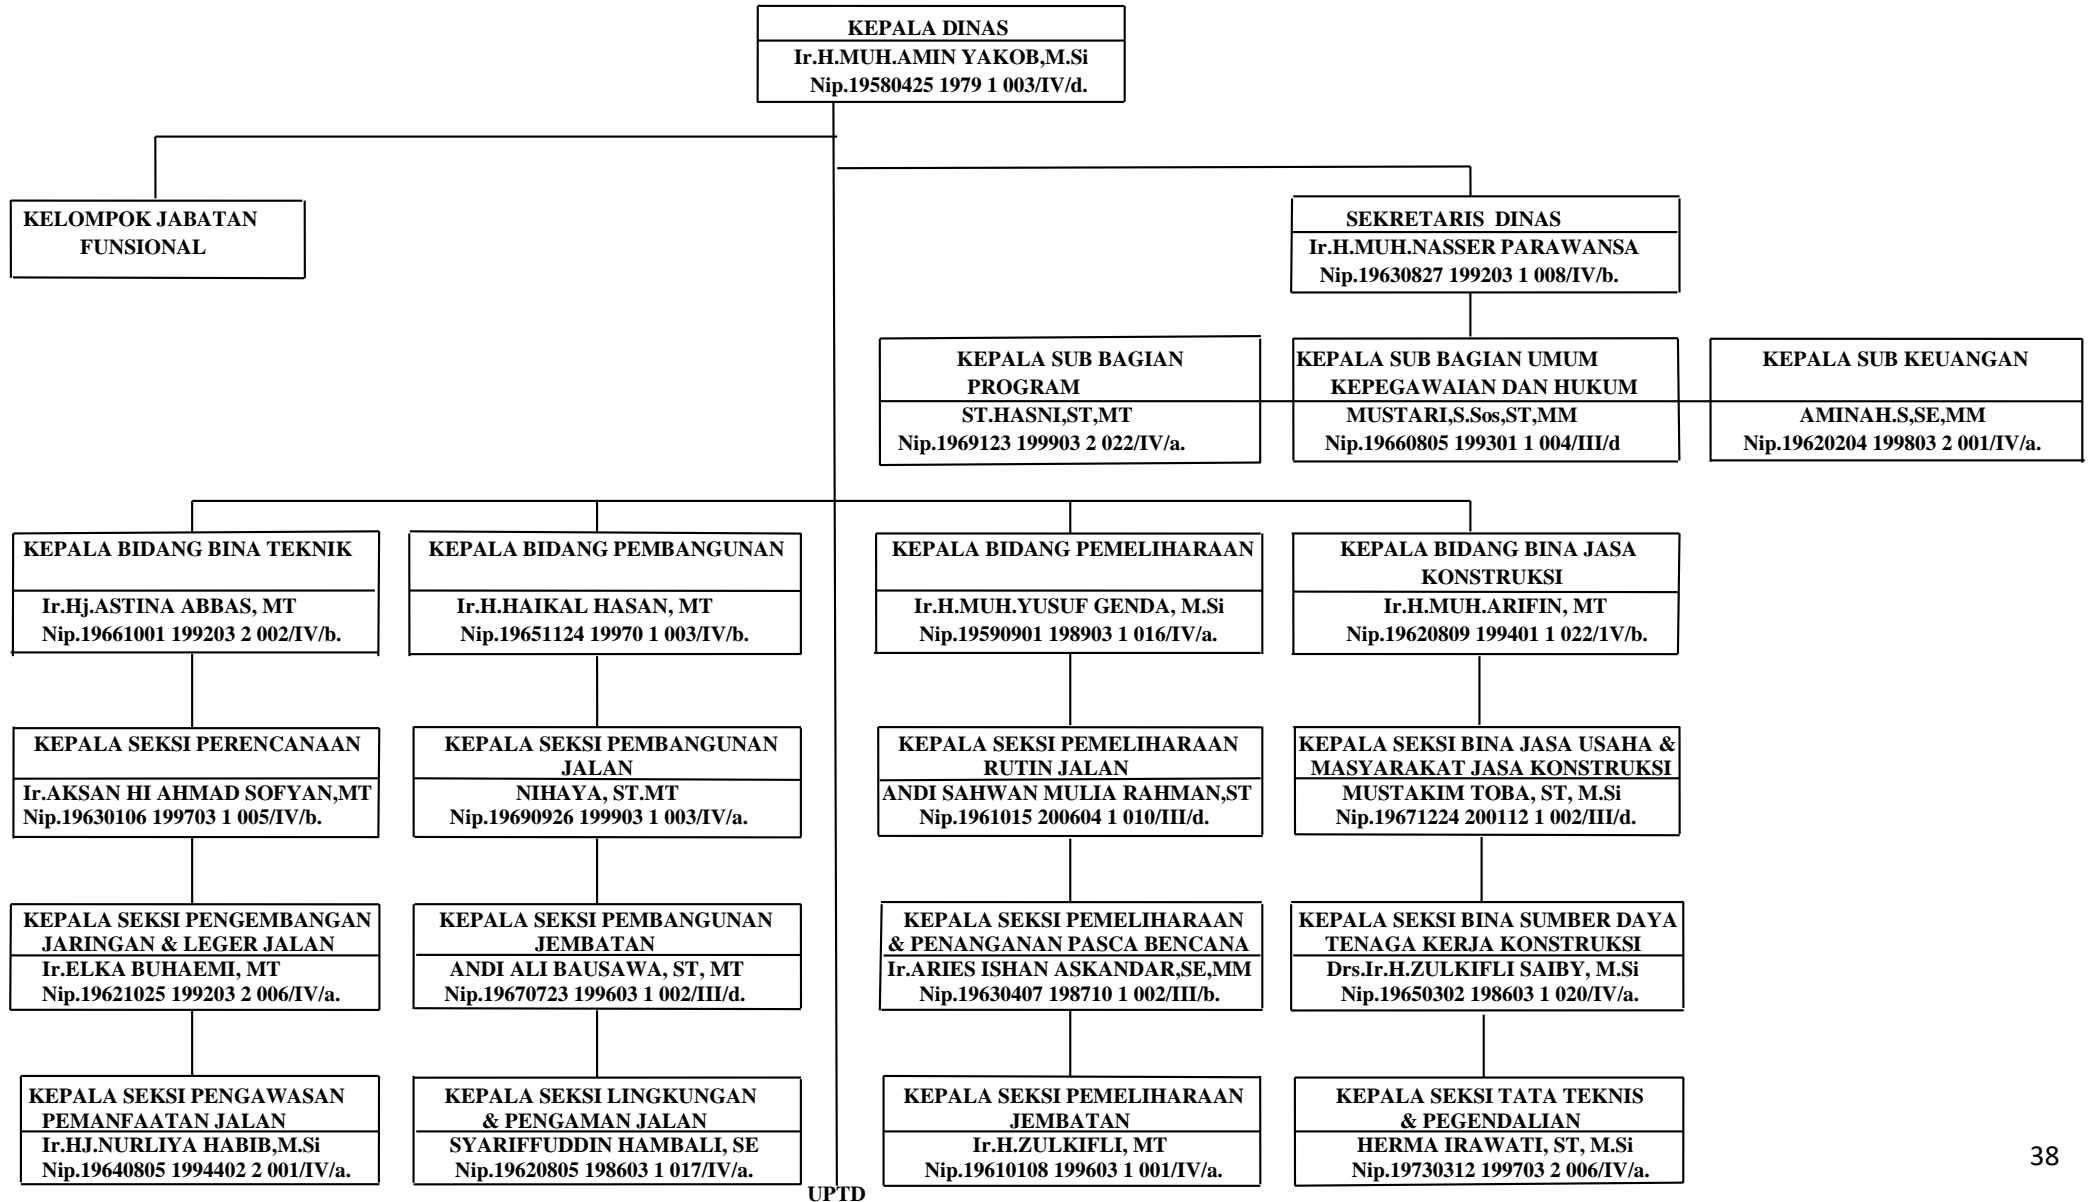 KEPALA DINAS
Ir.H.MUH.AMIN YAKOB,M.Si
Nip.19580425 1979 1 003/IV/d.
KELOMPOK JABATAN
FUNSIONAL
SEKRETARIS DINAS
Ir.H.MUH.NASSER PARAWANSA
Nip.19630827 199203 1 008/IV/b.
KEPALA SUB BAGIAN
PROGRAM
ST.HASNI,ST,MT
Nip.1969123 199903 2 022/IV/a.
KEPALA SUB BAGIAN UMUM
KEPEGAWAIAN DAN HUKUM
MUSTARI,S.Sos,ST,MM
Nip.19660805 199301 1 004/III/d
KEPALA SUB KEUANGAN
AMINAH.S,SE,MM
Nip.19620204 199803 2 001/IV/a.
KEPALA BIDANG BINA TEKNIK
Ir.Hj.ASTINA ABBAS, MT
Nip.19661001 199203 2 002/IV/b.
KEPALA BIDANG PEMBANGUNAN
Ir.H.HAIKAL HASAN, MT
Nip.19651124 19970 1 003/IV/b.
KEPALA BIDANG PEMELIHARAAN
Ir.H.MUH.YUSUF GENDA, M.Si
Nip.19590901 198903 1 016/IV/a.
KEPALA BIDANG BINA JASA
KONSTRUKSI
Ir.H.MUH.ARIFIN, MT
Nip.19620809 199401 1 022/1V/b.
KEPALA SEKSI PERENCANAAN
Ir.AKSAN HI AHMAD SOFYAN,MT
Nip.19630106 199703 1 005/IV/b.
KEPALA SEKSI PEMBANGUNAN
JALAN
NIHAYA, ST.MT
Nip.19690926 199903 1 003/IV/a.
KEPALA SEKSI PEMELIHARAAN
RUTIN JALAN
ANDI SAHWAN MULIA RAHMAN,ST
Nip.1961015 200604 1 010/III/d.
KEPALA SEKSI BINA JASA USAHA &
MASYARAKAT JASA KONSTRUKSI
MUSTAKIM TOBA, ST, M.Si
Nip.19671224 200112 1 002/III/d.
KEPALA SEKSI PENGEMBANGAN
JARINGAN & LEGER JALAN
Ir.ELKA BUHAEMI, MT
Nip.19621025 199203 2 006/IV/a.
KEPALA SEKSI PEMBANGUNAN
JEMBATAN
ANDI ALI BAUSAWA, ST, MT
Nip.19670723 199603 1 002/III/d.
KEPALA SEKSI PEMELIHARAAN
& PENANGANAN PASCA BENCANA
Ir.ARIES ISHAN ASKANDAR,SE,MM
Nip.19630407 198710 1 002/III/b.
KEPALA SEKSI BINA SUMBER DAYA
TENAGA KERJA KONSTRUKSI
Drs.Ir.H.ZULKIFLI SAIBY, M.Si
Nip.19650302 198603 1 020/IV/a.
KEPALA SEKSI PENGAWASAN
PEMANFAATAN JALAN
Ir.HJ.NURLIYA HABIB,M.Si
Nip.19640805 1994402 2 001/IV/a.
KEPALA SEKSI LINGKUNGAN
& PENGAMAN JALAN
SYARIFFUDDIN HAMBALI, SE
Nip.19620805 198603 1 017/IV/a.
KEPALA SEKSI PEMELIHARAAN
JEMBATAN
Ir.H.ZULKIFLI, MT
Nip.19610108 199603 1 001/IV/a.
KEPALA SEKSI TATA TEKNIS
& PEGENDALIAN
HERMA IRAWATI, ST, M.Si
Nip.19730312 199703 2 006/IV/a.
UPTD
38